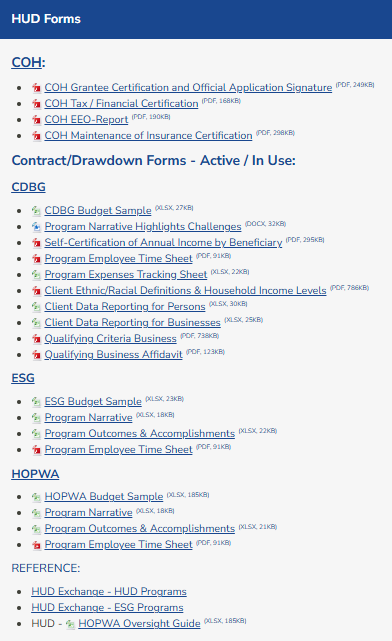 HUD Forms
COH:
COH Grantee Certification and Official Application Signature (PDF, 249KB)
COH Tax / Financial Certification (PDF, 168KB)
COH EEO-Report (PDF, 190KB)
COH Maintenance of Insurance Certification (PDF, 298KB)
Contract/Drawdown Forms - Active / In Use:
CDBG
CDBG Budget Sample (XLSX, 27KB)
Program Narrative Highlights Challenges (DOCX, 32KB)
Self-Certification of Annual Income by Beneficiary (PDF, 295KB)
Program Employee Time Sheet (PDF, 91KB)
Program Expenses Tracking Sheet (XLSX, 22KB)
Client Ethnic/Racial Definitions & Household Income Levels (PDF, 786KB)
Client Data Reporting for Persons (XLSX, 30KB)
Client Data Reporting for Businesses (XLSX, 25KB)
Qualifying Criteria Business (PDF, 738KB)
Qualifying Business Affidavit (PDF, 123KB)
ESG
ESG Budget Sample (XLSX, 23KB)
Program Narrative (XLSX, 18KB)
Program Outcomes & Accomplishments (XLSX, 22KB)
Program Employee Time Sheet (PDF, 91KB)
HOPWA
HOPWA Budget Sample (XLSX, 185KB)
Program Narrative (XLSX, 18KB)
Program Outcomes & Accomplishments (XLSX, 21KB)
Program Employee Time Sheet (PDF, 91KB)
REFERENCE:
HUD Exchange - HUD Programs
HUD Exchange - ESG Programs
HUD - HOPWA Oversight Guide (XLSX, 185KB)